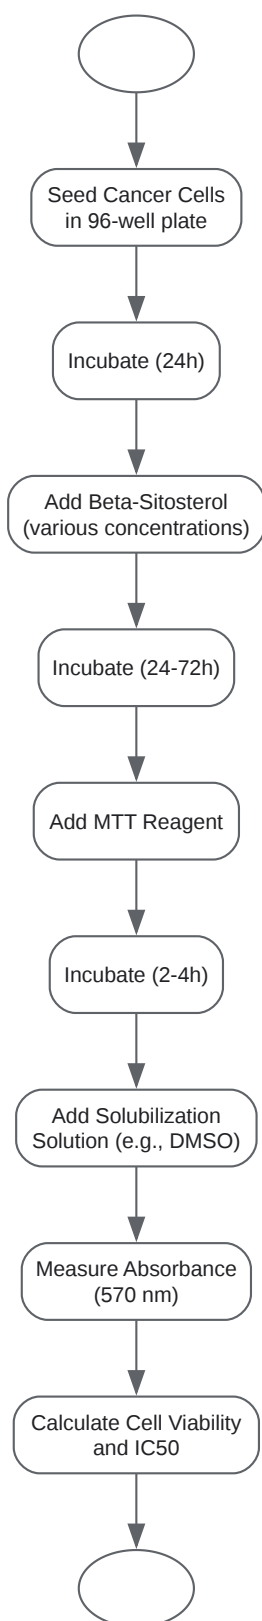 Seed Cancer Cells
in 96-well plate
Incubate (24h)
Add Beta-Sitosterol
(various concentrations)
Incubate (24-72h)
Add MTT Reagent
Incubate (2-4h)
Add Solubilization
Solution (e.g., DMSO)
Measure Absorbance
(570 nm)
Calculate Cell Viability
and IC50